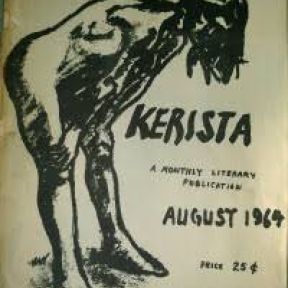 KERISTA
A MONTHLY LITERARY
PUBLICATION
AUGUST 1964
PRICE 25¢